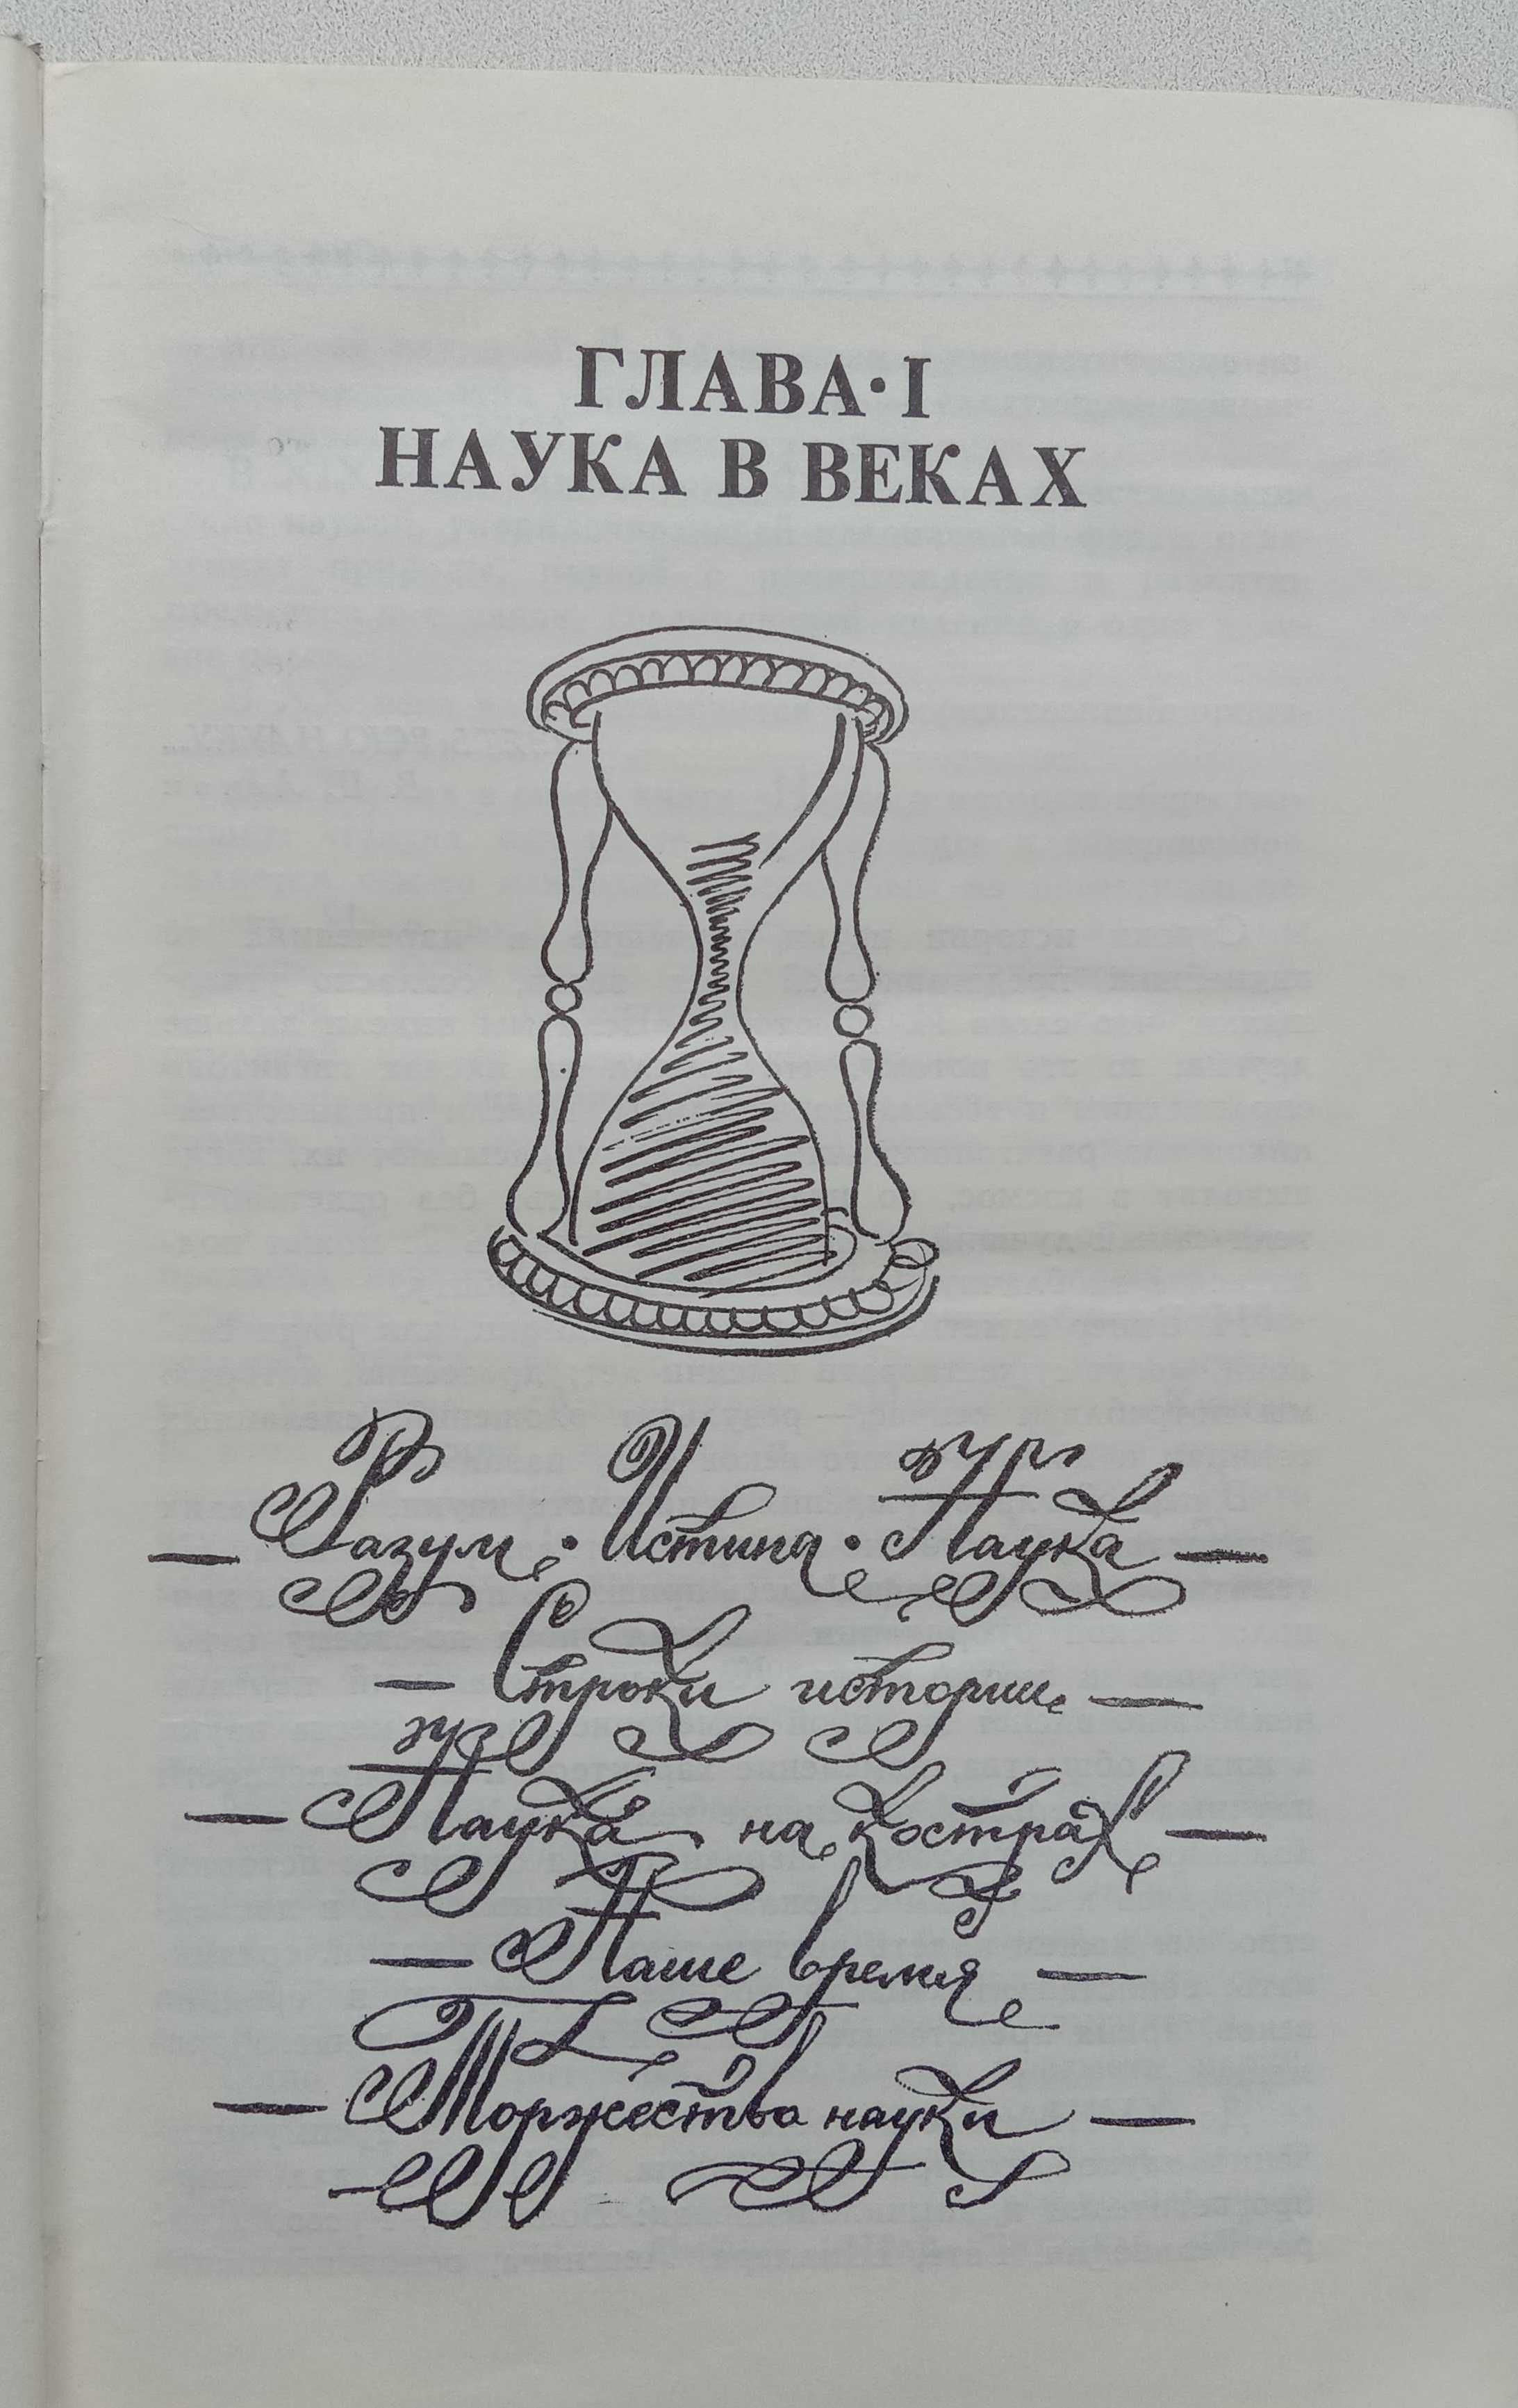 ГЛАВА·I
НАУКА В ВЕКАХ
— Разум · Истина · Наука —
— Строки истории —
— Наука на кострах —
— Наше время —
— Торжество науки —